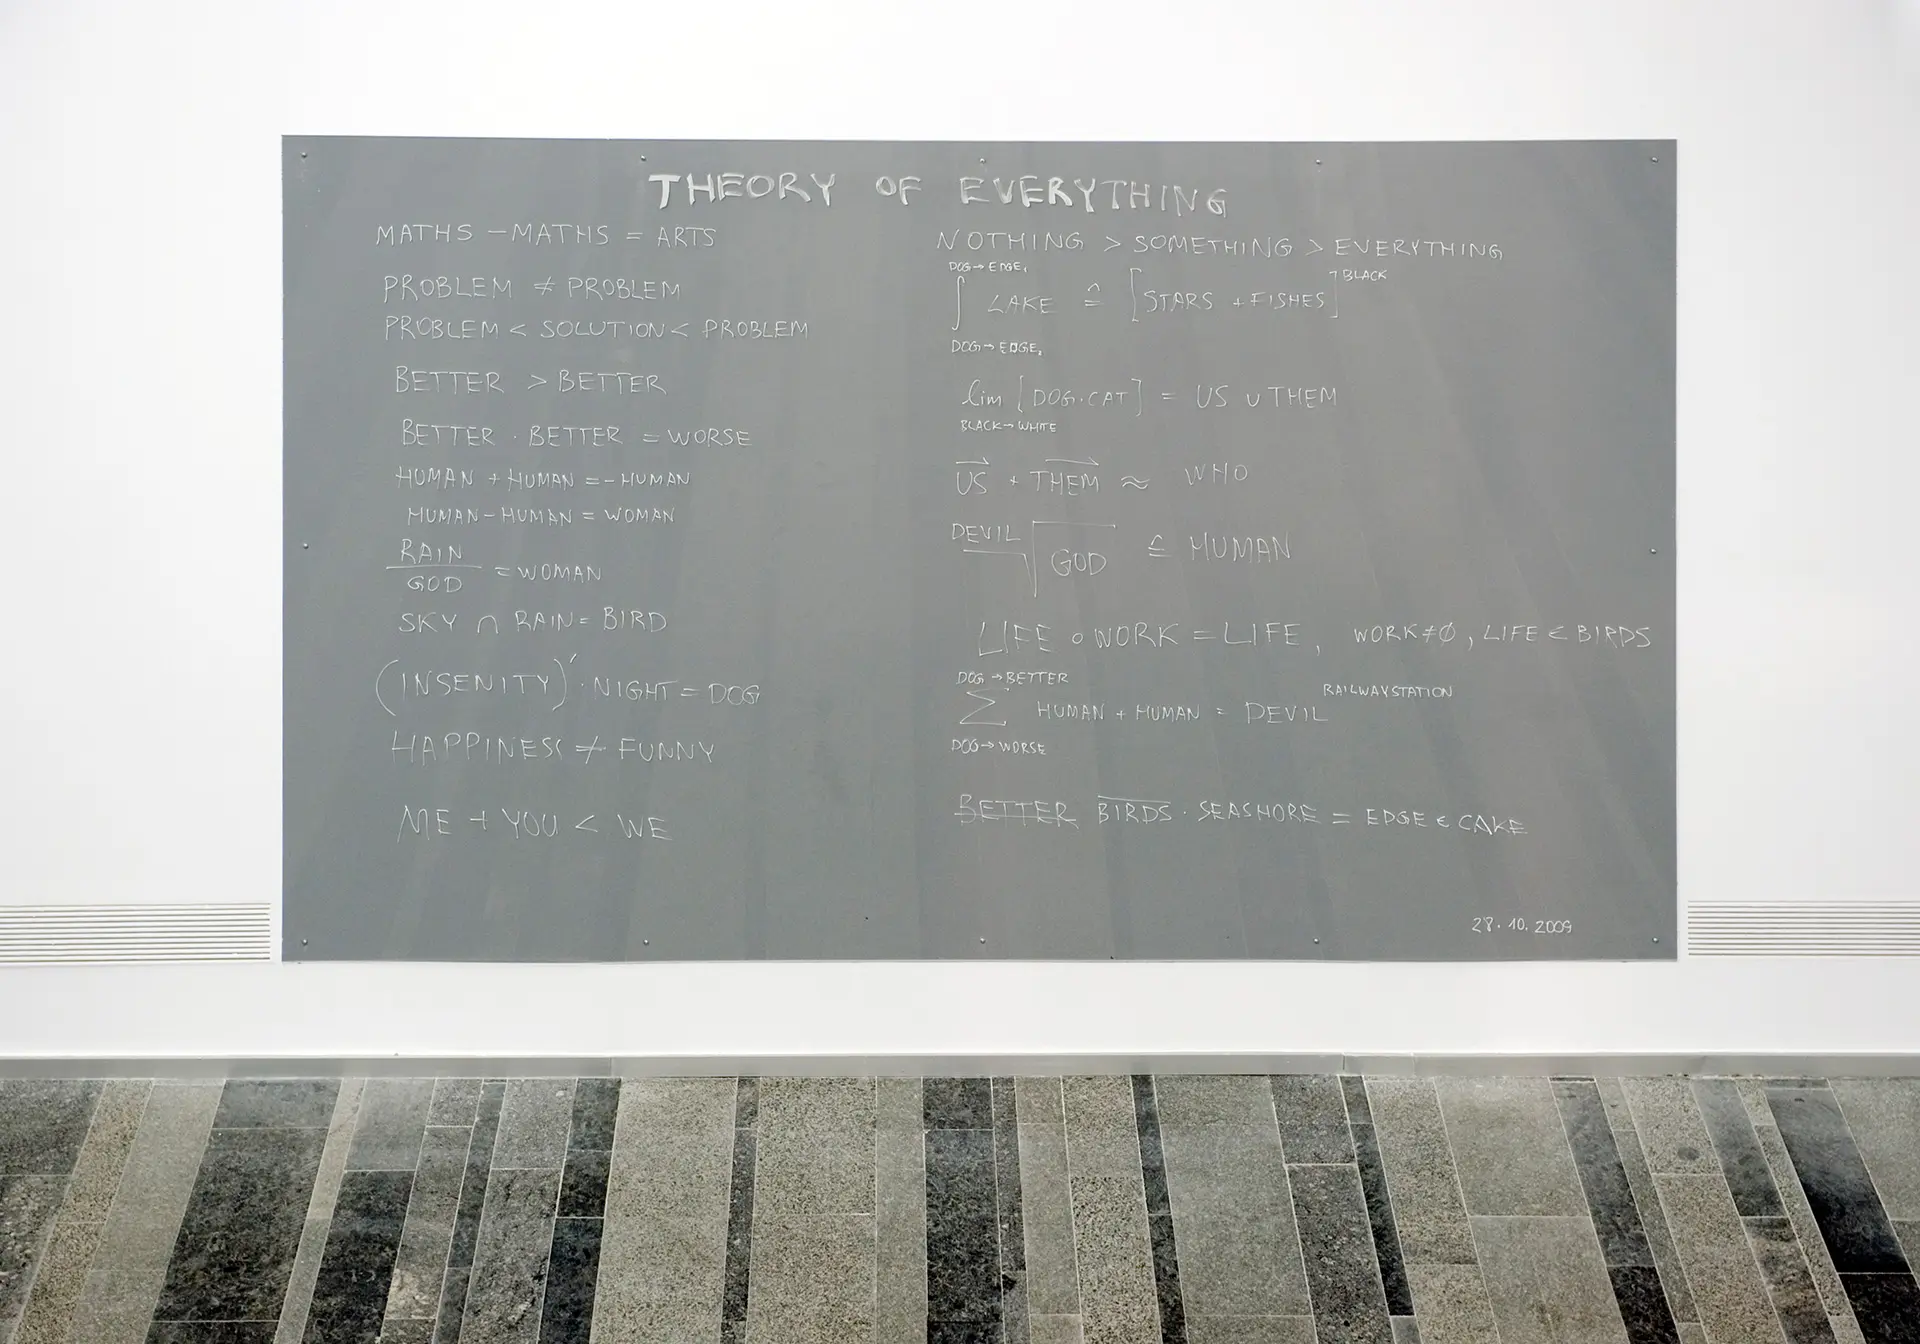 THEORY OF EVERYTHING
MATHS - MATHS = ARTS
PROBLEM ≠ PROBLEM
PROBLEM < SOLUTION < PROBLEM
BETTER > BETTER
BETTER · BETTER = WORSE
HUMAN + HUMAN = - HUMAN
HUMAN - HUMAN = WOMAN
RAIN
GOD
= WOMAN
SKY ∩ RAIN = BIRD
(INSENITY)' · NIGHT = DOG
HAPPINESS ≠ FUNNY
ME + YOU < WE
NOTHING > SOMETHING > EVERYTHING
DOG → EDGE₁
∫ LAKE ≙ [STARS + FISHES] ¬BLACK
DOG → EDGE₂
lim [DOG · CAT] = US ∪ THEM
BLACK → WHITE
US + THEM ≈ WHO
DEVIL √GOD ≙ HUMAN
LIFE ∘ WORK = LIFE, WORK ≠ ∅, LIFE ∈ BIRDS
DOG → BETTER
∑ HUMAN + HUMAN = DEVIL RAILWAYSTATION
DOG → WORSE
BETTER BIRDS · SEASHORE = EDGE ∈ CAKE
28.10.2009